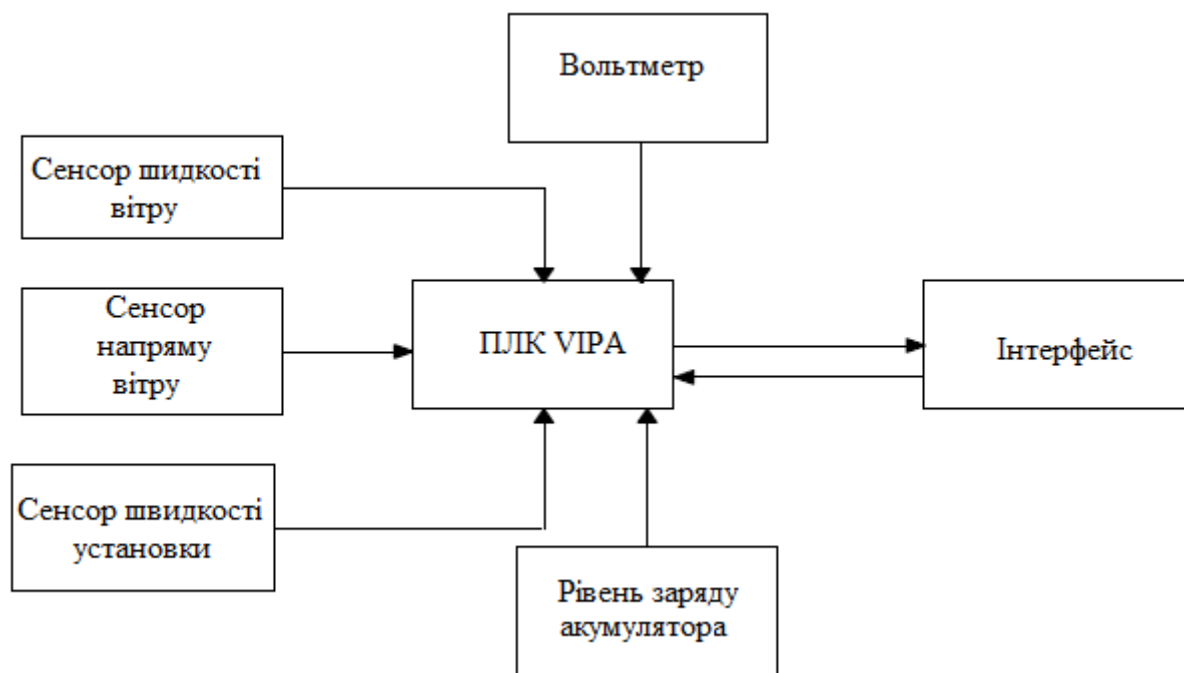 Вольтметр
Сенсор шидкості
вітру
Сенсор
напряму
вітру
ПЛК VIPA
Інтерфейс
Сенсор швидкості
установки
Рівень заряду
акумулятора